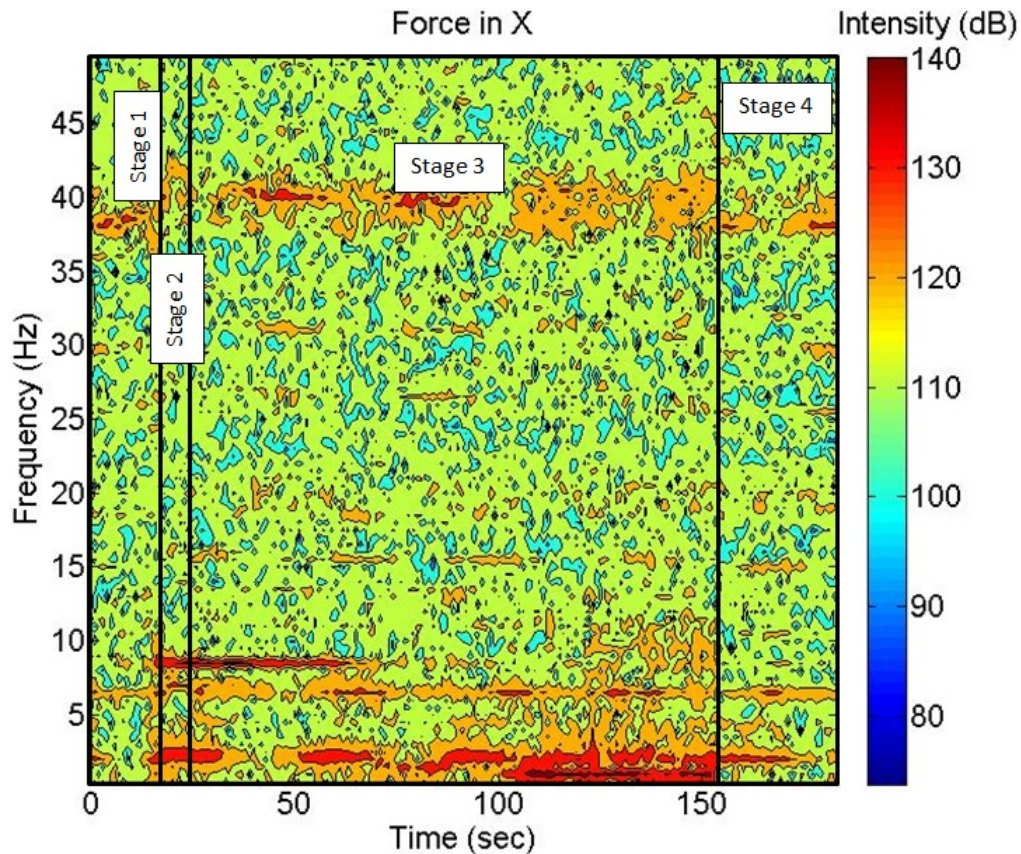 Force in X
Intensity (dB)
Stage 1
Stage 2
Stage 3
Stage 4
Frequency (Hz)
45
40
35
30
25
20
15
10
5
0
50
100
150
Time (sec)
140
130
120
110
100
90
80